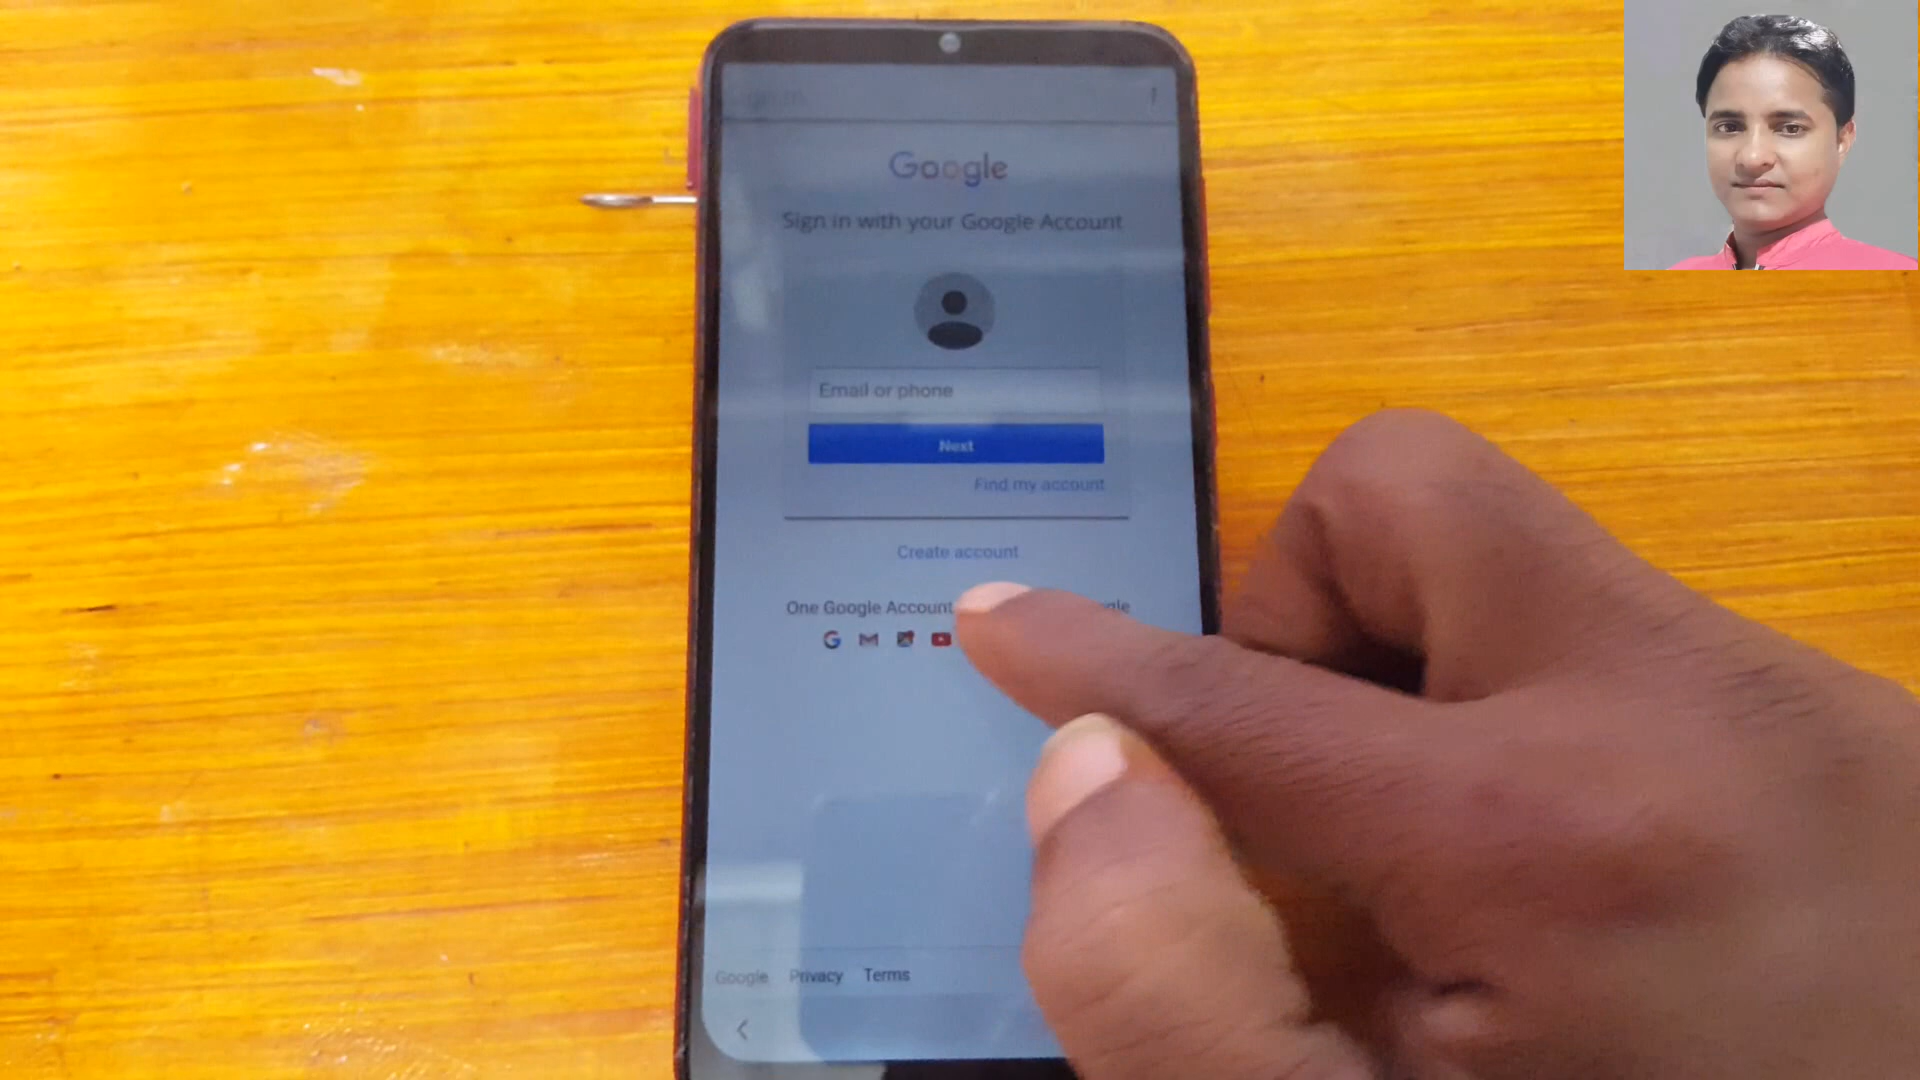 Google
Sign in with your Google Account
Email or phone
Next
Find my account
Create account
One Google Account
Google Privacy Terms